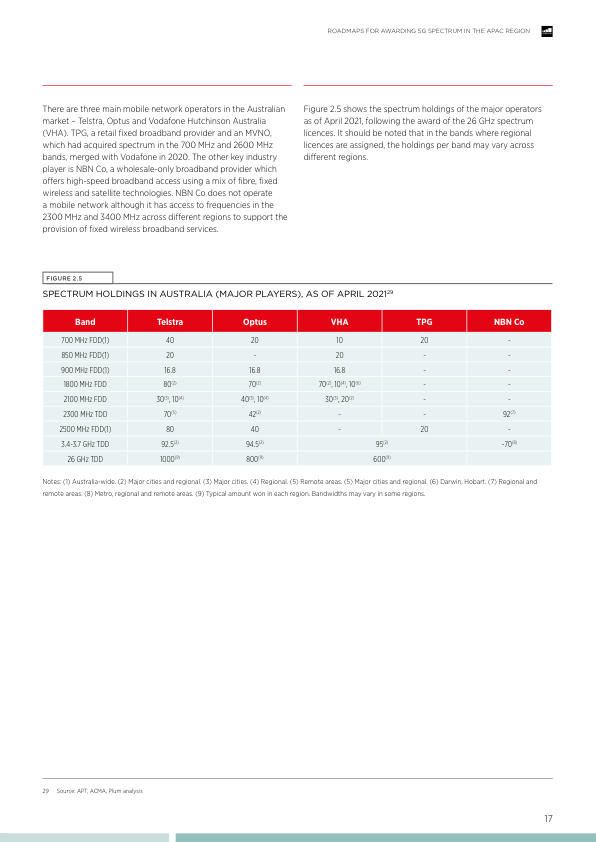 ROADMAPS FOR AWARDING 5G SPECTRUM IN THE APAC REGION
There are three main mobile network operators in the Australian
market – Telstra, Optus and Vodafone Hutchinson Australia
(VHA). TPG, a retail fixed broadband provider and an MVNO,
which had acquired spectrum in the 700 MHz and 2600 MHz
bands, merged with Vodafone in 2020. The other key industry
player is NBN Co, a wholesale-only broadband provider which
offers high-speed broadband access using a mix of fibre, fixed
wireless and satellite technologies. NBN Co does not operate
a mobile network although it has access to frequencies in the
2300 MHz and 3400 MHz across different regions to support the
provision of fixed wireless broadband services.
Figure 2.5 shows the spectrum holdings of the major operators
as of April 2021, following the award of the 26 GHz spectrum
licences. It should be noted that in the bands where regional
licences are assigned, the holdings per band may vary across
different regions.
FIGURE 2.5
SPECTRUM HOLDINGS IN AUSTRALIA (MAJOR PLAYERS), AS OF APRIL 2021²⁹
Band Telstra Optus VHA TPG NBN Co
700 MHz FDD(1) 40 20 10 20 -
850 MHz FDD(1) 20 - 20 - -
900 MHz FDD(1) 16.8 16.8 16.8 - -
1800 MHz FDD 80⁽²⁾ 70⁽²⁾ 70⁽²⁾, 10⁽⁴⁾, 10⁽⁶⁾ - -
2100 MHz FDD 30⁽³⁾, 10⁽⁴⁾ 40⁽³⁾, 10⁽⁴⁾ 30⁽³⁾, 20⁽²⁾ - -
2300 MHz TDD 70⁽⁵⁾ 42⁽²⁾ - - 92⁽⁷⁾
2500 MHz FDD(1) 80 40 - 20 -
3.4-3.7 GHz TDD 92.5⁽²⁾ 94.5⁽²⁾ 95⁽²⁾ ~70⁽⁸⁾
26 GHz TDD 1000⁽⁹⁾ 800⁽⁹⁾ 600⁽⁹⁾
Notes: (1) Australia-wide. (2) Major cities and regional. (3) Major cities. (4) Regional. (5) Remote areas. (5) Major cities and regional. (6) Darwin, Hobart. (7) Regional and
remote areas. (8) Metro, regional and remote areas. (9) Typical amount won in each region. Bandwidths may vary in some regions.
29 Source: APT, ACMA, Plum analysis
17